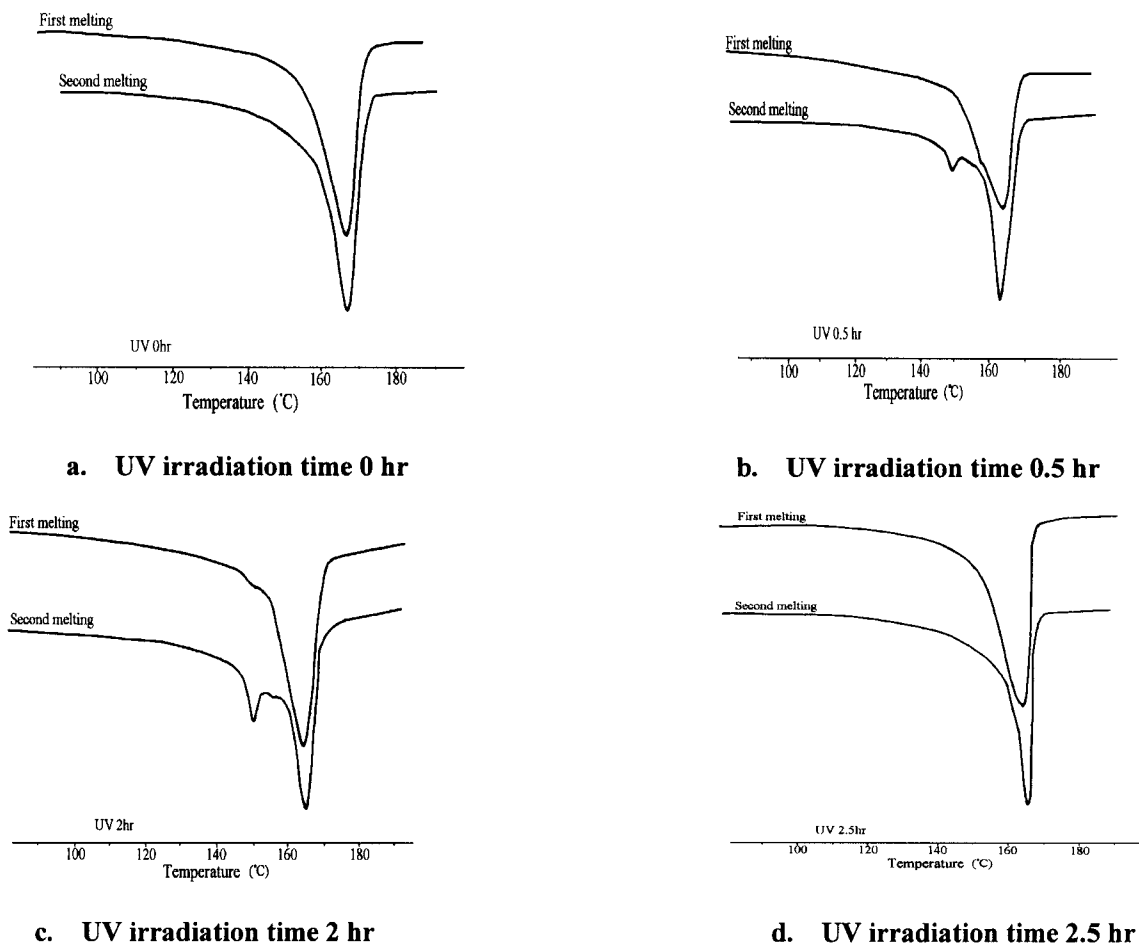 First melting
Second melting
UV 0hr
100 120 140 160 180
Temperature (℃)
a. UV irradiation time 0 hr
First melting
Second melting
UV 0.5 hr
100 120 140 160 180
Temperature (℃)
b. UV irradiation time 0.5 hr
First melting
Second melting
UV 2hr
100 120 140 160 180
Temperature (℃)
c. UV irradiation time 2 hr
First melting
Second melting
UV 2.5hr
100 120 140 160 180
Temperature (℃)
d. UV irradiation time 2.5 hr